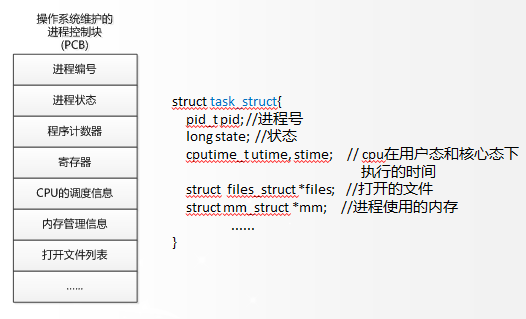 操作系统维护的
进程控制块
(PCB)
进程编号
进程状态
程序计数器
寄存器
CPU的调度信息
内存管理信息
打开文件列表
……
struct task_struct{
pid_t pid; //进程号
long state; //状态
cputime_t utime, stime; // cpu在用户态和核心态下
执行的时间
struct files_struct *files; //打开的文件
struct mm_struct *mm; //进程使用的内存
……
}